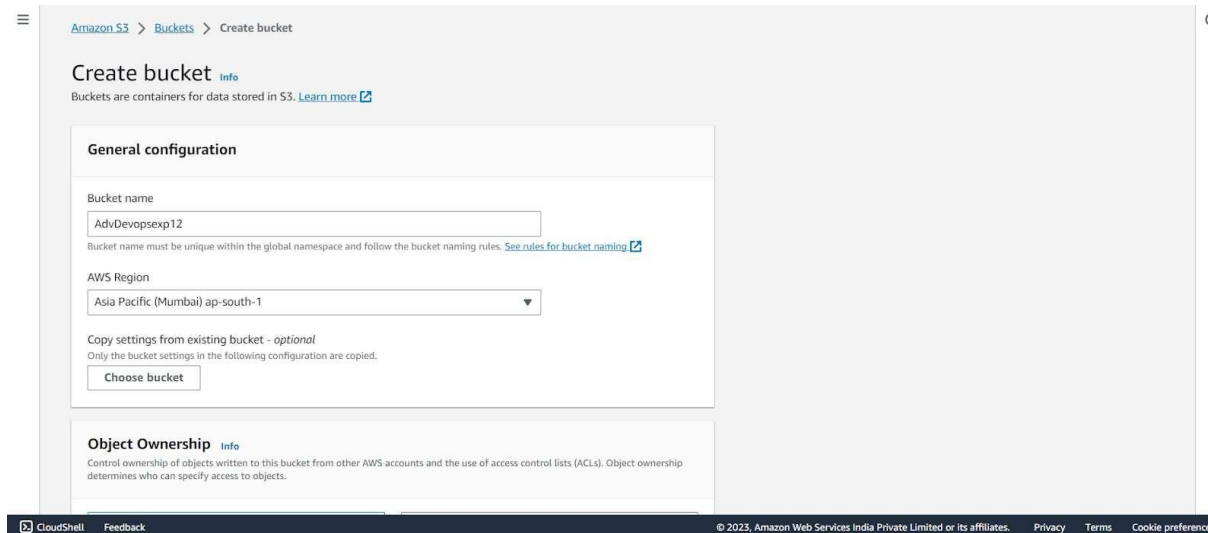 Amazon S3 > Buckets > Create bucket
Create bucket Info
Buckets are containers for data stored in S3. Learn more
General configuration
Bucket name
AdvDevopsexp12
Bucket name must be unique within the global namespace and follow the bucket naming rules. See rules for bucket naming
AWS Region
Asia Pacific (Mumbai) ap-south-1
Copy settings from existing bucket - optional
Only the bucket settings in the following configuration are copied.
Choose bucket
Object Ownership Info
Control ownership of objects written to this bucket from other AWS accounts and the use of access control lists (ACLs). Object ownership
determines who can specify access to objects.
CloudShell Feedback © 2023, Amazon Web Services India Private Limited or its affiliates. Privacy Terms Cookie preference